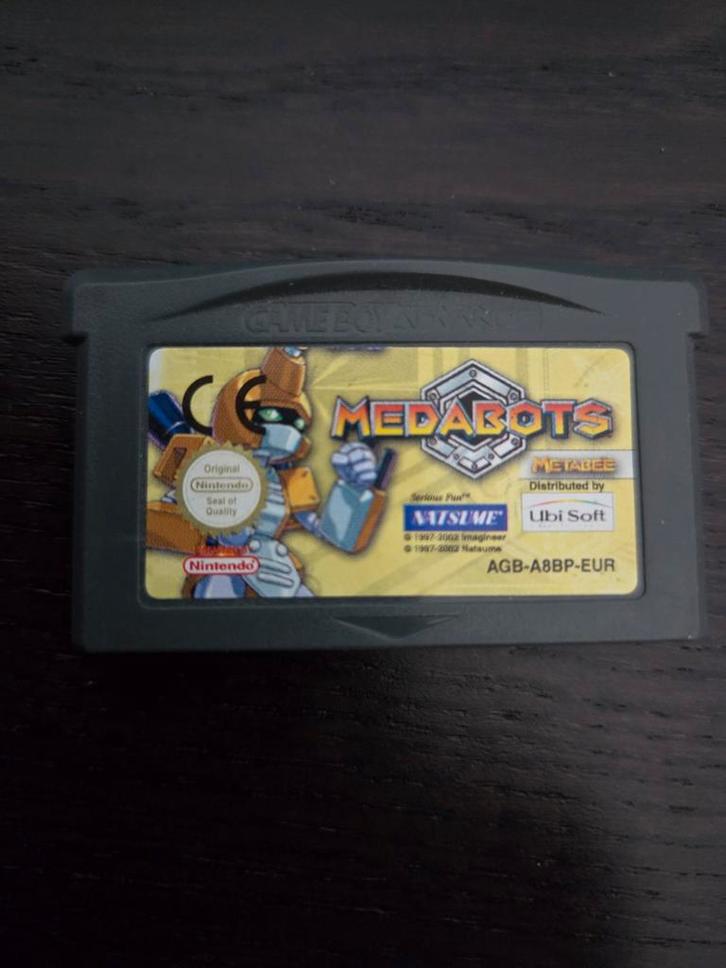 GAME BOY ADVANCE
CE
MEDABOTS
METABEE
Original
Nintendo
Seal of
Quality
Distributed by
Ubi Soft
Serious Fun™
NATSUME®
© 1997-2002 Imagineer
© 1997-2002 Natsume
Nintendo®
AGB-A8BP-EUR